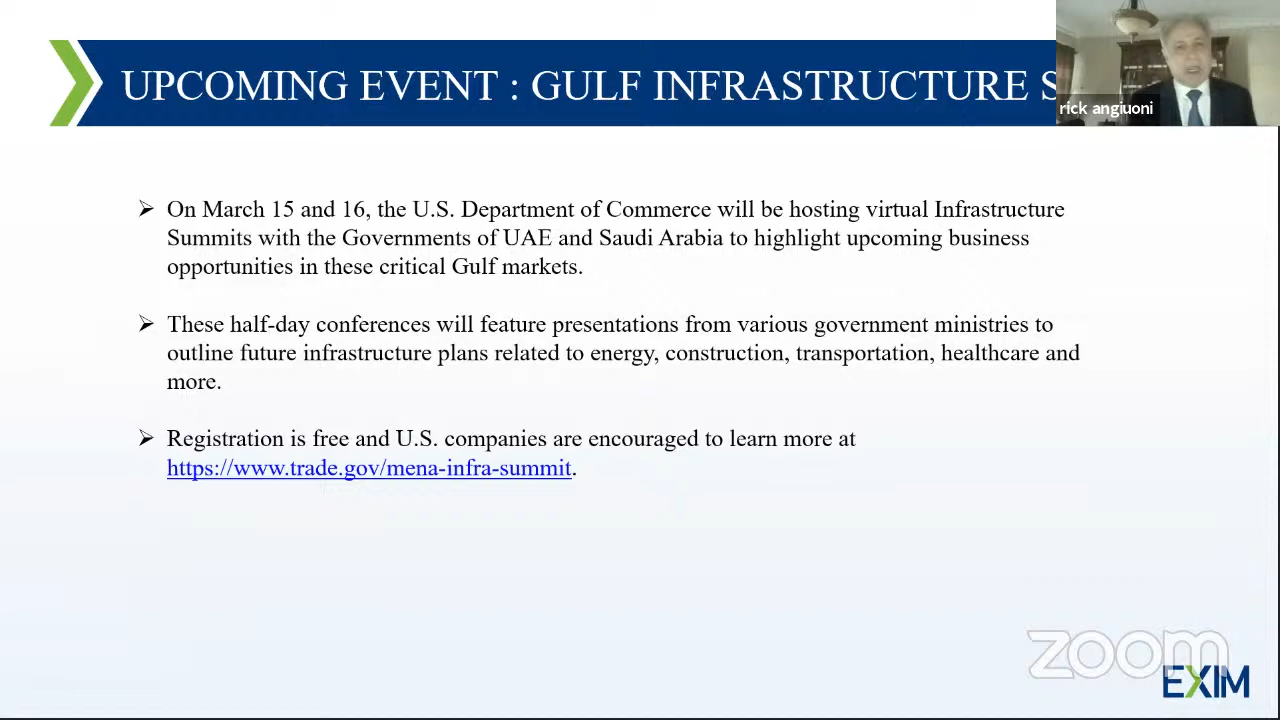 UPCOMING EVENT : GULF INFRASTRUCTURE S
rick angiuoni
➢ On March 15 and 16, the U.S. Department of Commerce will be hosting virtual Infrastructure
Summits with the Governments of UAE and Saudi Arabia to highlight upcoming business
opportunities in these critical Gulf markets.
➢ These half-day conferences will feature presentations from various government ministries to
outline future infrastructure plans related to energy, construction, transportation, healthcare and
more.
➢ Registration is free and U.S. companies are encouraged to learn more at
https://www.trade.gov/mena-infra-summit.
zoom
EXIM